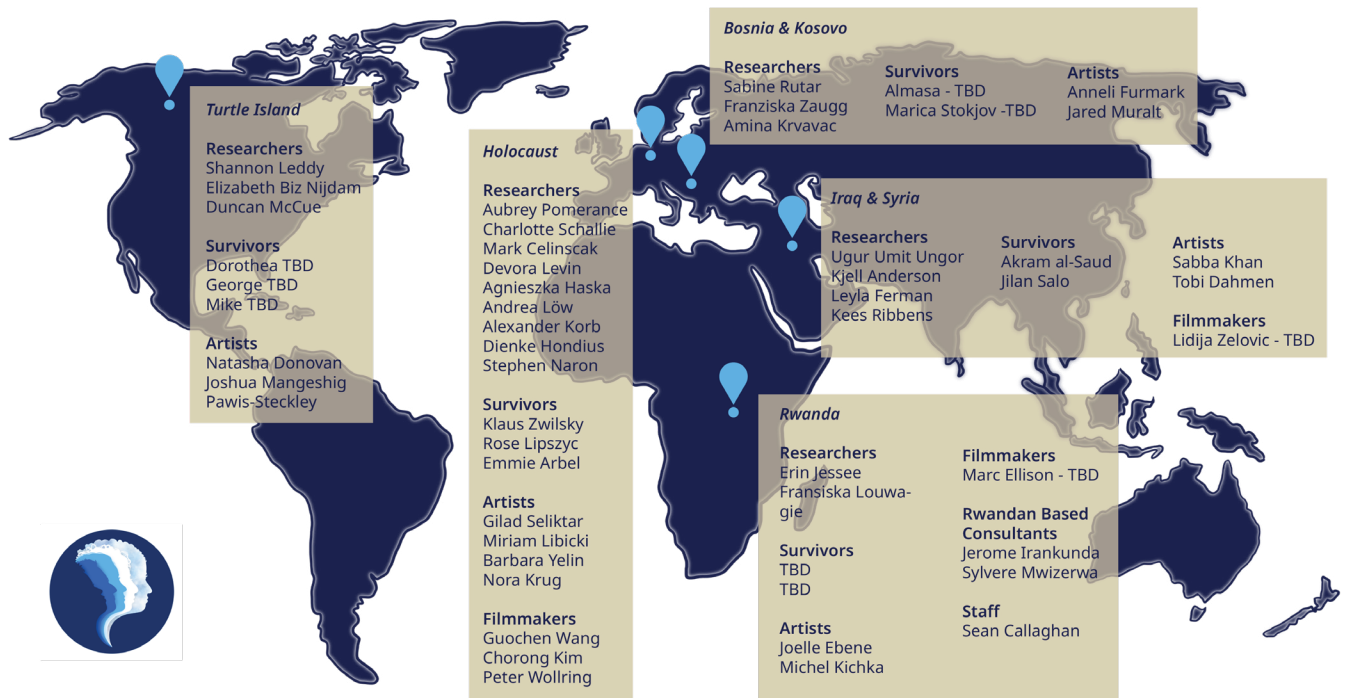 Bosnia & Kosovo
Researchers
Sabine Rutar
Franziska Zaugg
Amina Krvavac
Survivors
Almasa - TBD
Marica Stokjov -TBD
Artists
Anneli Furmark
Jared Muralt
Turtle Island
Researchers
Shannon Leddy
Elizabeth Biz Nijdam
Duncan McCue
Survivors
Dorothea TBD
George TBD
Mike TBD
Artists
Natasha Donovan
Joshua Mangeshig
Pawis-Steckley
Holocaust
Researchers
Aubrey Pomerance
Charlotte Schallie
Mark Celinscak
Devora Levin
Agnieszka Haska
Andrea Löw
Alexander Korb
Dienke Hondius
Stephen Naron
Survivors
Klaus Zwilsky
Rose Lipszyc
Emmie Arbel
Artists
Gilad Seliktar
Miriam Libicki
Barbara Yelin
Nora Krug
Filmmakers
Guochen Wang
Chorong Kim
Peter Wollring
Iraq & Syria
Researchers
Ugur Umit Ungor
Kjell Anderson
Leyla Ferman
Kees Ribbens
Survivors
Akram al-Saud
Jilan Salo
Artists
Sabba Khan
Tobi Dahmen
Filmmakers
Lidija Zelovic - TBD
Rwanda
Researchers
Erin Jessee
Fransiska Louwa-
gie
Survivors
TBD
TBD
Artists
Joelle Ebene
Michel Kichka
Filmmakers
Marc Ellison - TBD
Rwandan Based
Consultants
Jerome Irankunda
Sylvere Mwizerwa
Staff
Sean Callaghan